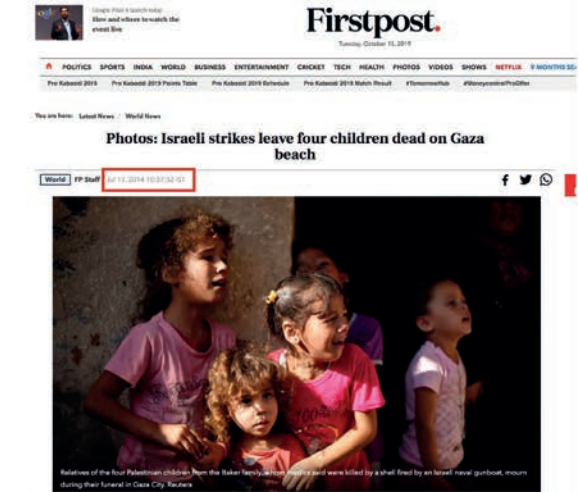 Google Pixel 4 launch today
How and where to watch the
event live
Firstpost.
Tuesday, October 15, 2019
POLITICS SPORTS INDIA WORLD BUSINESS ENTERTAINMENT CRICKET TECH HEALTH PHOTOS VIDEOS SHOWS NETFLIX 9 MONTHS
Pro Kabaddi 2019 Pro Kabaddi 2019 Points Table Pro Kabaddi 2019 Schedule Pro Kabaddi 2019 Match Result #TomorrowHub #MoneycontrolProOffer
You are here: Latest News World News
Photos: Israeli strikes leave four children dead on Gaza
beach
World FP Staff Jul 17, 2014 10:37:52 IST
Relatives of the four Palestinian children from the Baker family, whom medics said were killed by a shell fired by an Israeli naval gunboat, mourn
during their funeral in Gaza City. Reuters